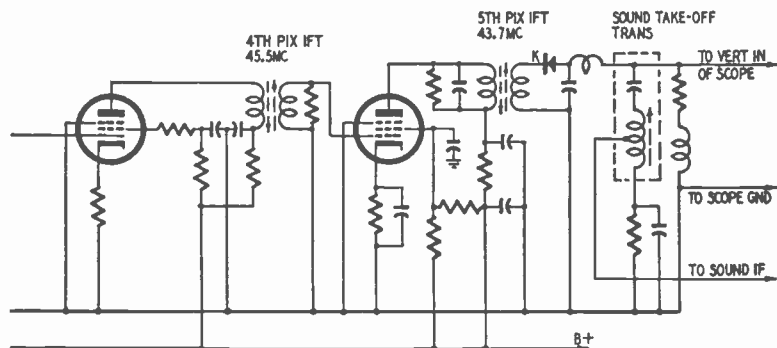 4TH PIX IFT
45.5MC
5TH PIX IFT
43.7MC
SOUND TAKE-OFF
TRANS
K
TO VERT IN
OF SCOPE
TO SCOPE GND
TO SOUND IF
B+